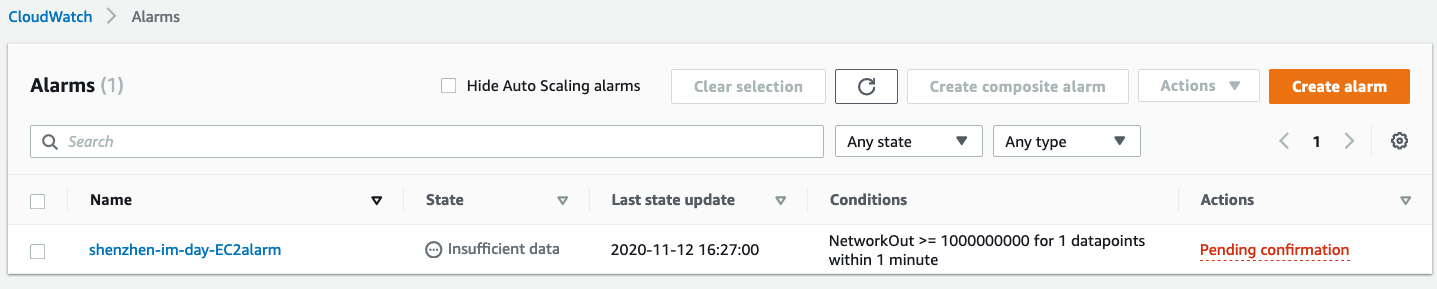 CloudWatch Alarms
Alarms (1) Hide Auto Scaling alarms Clear selection Create composite alarm Actions Create alarm
Search Any state Any type 1
Name State Last state update Conditions Actions
shenzhen-im-day-EC2alarm Insufficient data 2020-11-12 16:27:00 NetworkOut >= 1000000000 for 1 datapoints
within 1 minute Pending confirmation